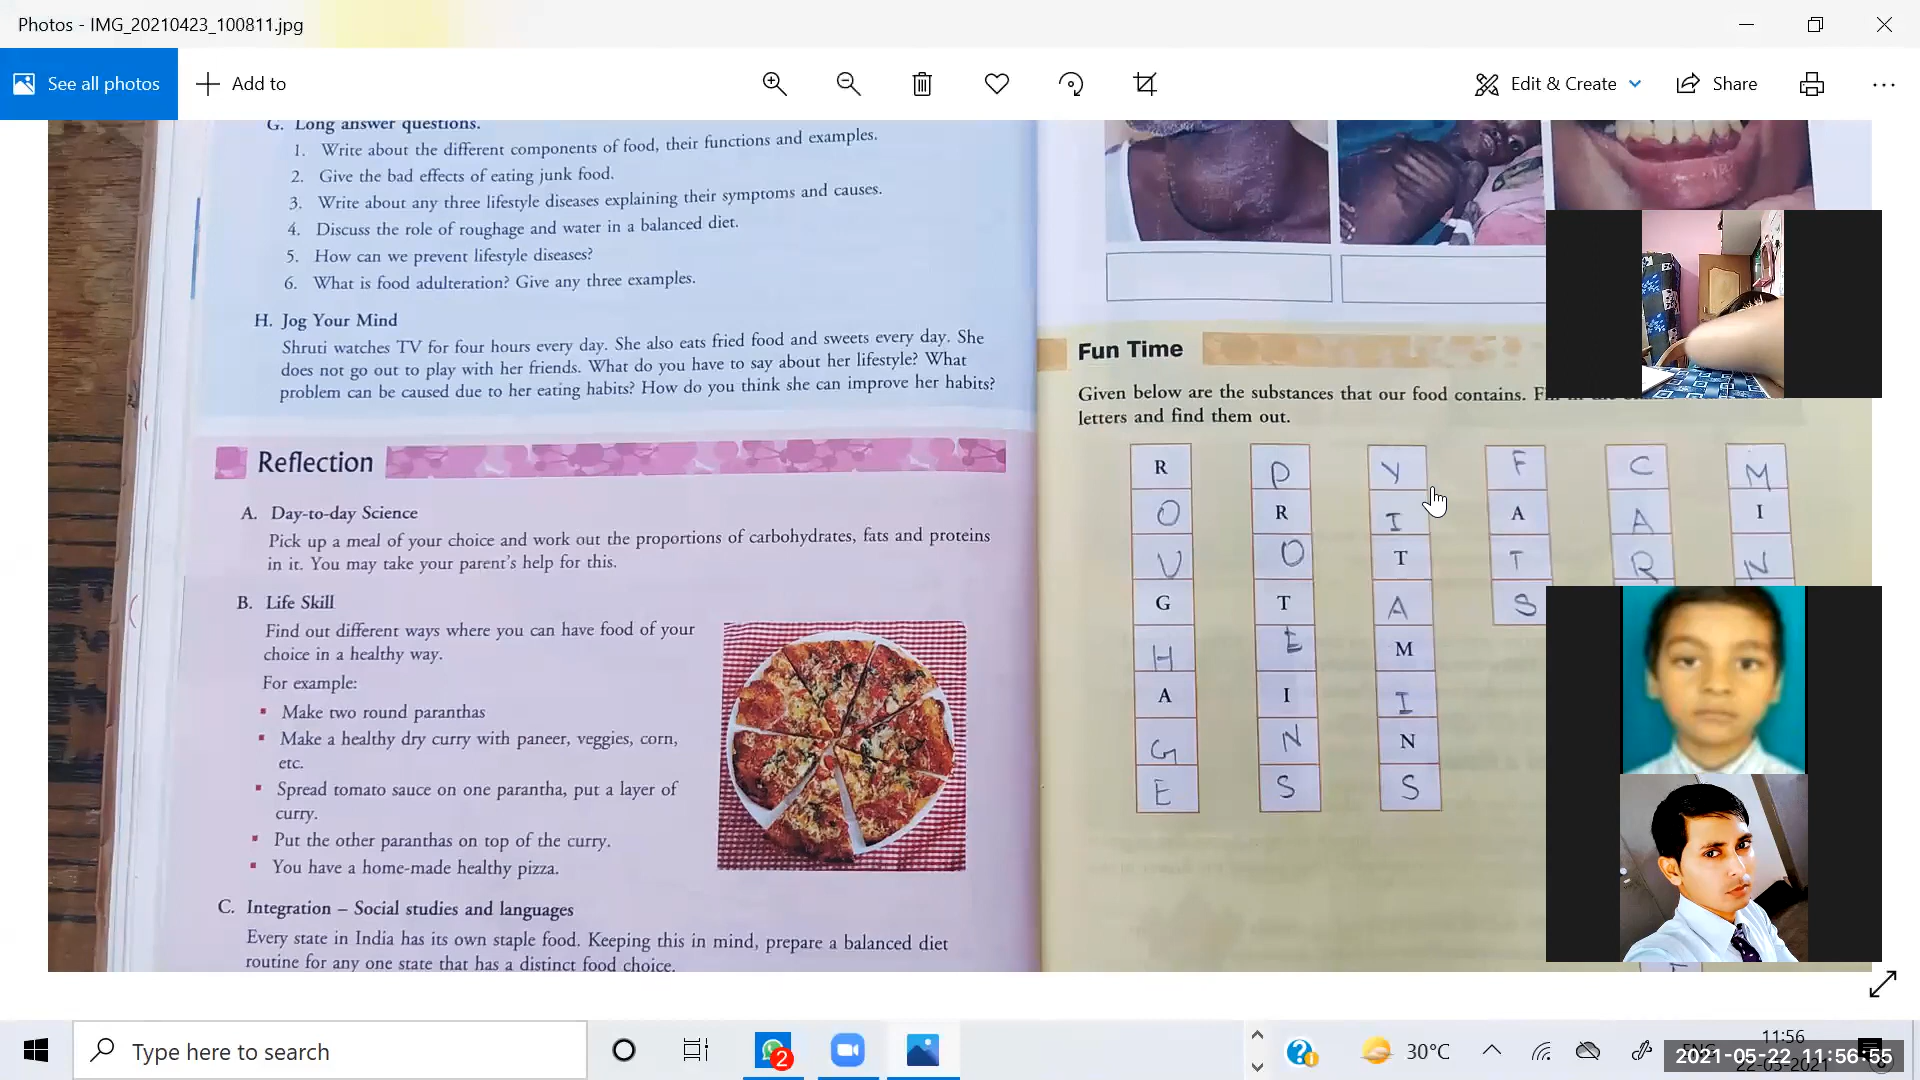 Photos - IMG_20210423_100811.jpg
See all photos
Add to
Edit & Create
Share
G. Long answer questions.
1. Write about the different components of food, their functions and examples.
2. Give the bad effects of eating junk food.
3. Write about any three lifestyle diseases explaining their symptoms and causes.
4. Discuss the role of roughage and water in a balanced diet.
5. How can we prevent lifestyle diseases?
6. What is food adulteration? Give any three examples.
H. Jog Your Mind
Shruti watches TV for four hours every day. She also eats fried food and sweets every day. She
does not go out to play with her friends. What do you have to say about her lifestyle? What
problem can be caused due to her eating habits? How do you think she can improve her habits?
Reflection
A. Day-to-day Science
Pick up a meal of your choice and work out the proportions of carbohydrates, fats and proteins
in it. You may take your parent's help for this.
B. Life Skill
Find out different ways where you can have food of your
choice in a healthy way.
For example:
▪ Make two round paranthas
▪ Make a healthy dry curry with paneer, veggies, corn,
etc.
▪ Spread tomato sauce on one parantha, put a layer of
curry.
▪ Put the other paranthas on top of the curry.
▪ You have a home-made healthy pizza.
C. Integration – Social studies and languages
Every state in India has its own staple food. Keeping this in mind, prepare a balanced diet
routine for any one state that has a distinct food choice.
Fun Time
Given below are the substances that our food contains.
letters and find them out.
R P V F C M
O R I A A I
U O T T R N
G T A S
H E M
A I I
G N N
E S S
Type here to search
2
30°C
11:56
2021-05-22 11:56:55